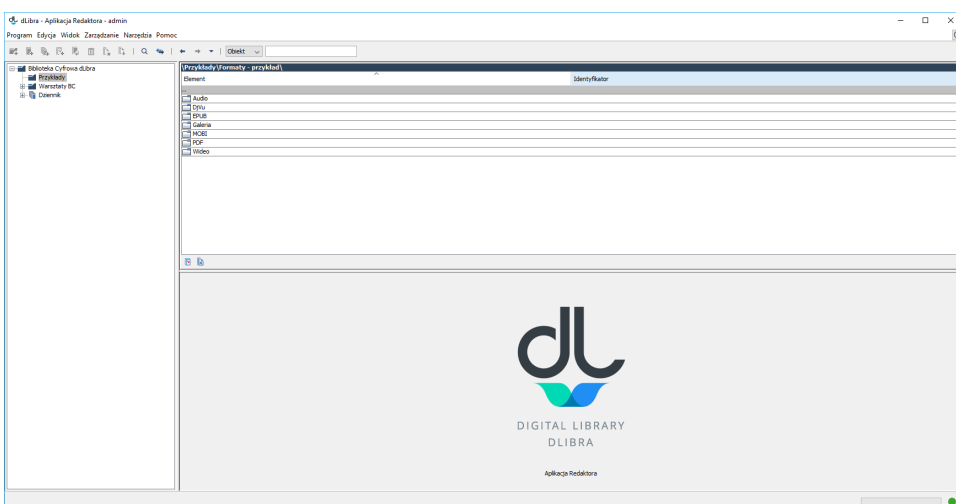 dLibra - Aplikacja Redaktora - admin
Program Edycja Widok Zarządzanie Narzędzia Pomoc
Obiekt
Biblioteka Cyfrowa dLibra
Przykłady
Warsztaty BC
Dziennik
\Przykłady\Formaty - przykład\
Element Identyfikator
..
Audio
DjVu
EPUB
Galeria
MOBI
PDF
Wideo
dL
DIGITAL LIBRARY
DLIBRA
Aplikacja Redaktora